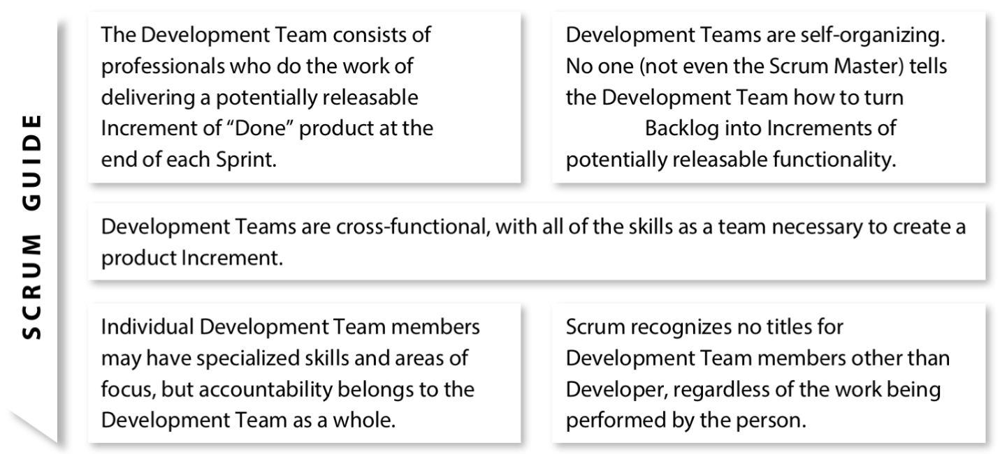 SCRUM GUIDE
The Development Team consists of
professionals who do the work of
delivering a potentially releasable
Increment of “Done” product at the
end of each Sprint.
Development Teams are self-organizing.
No one (not even the Scrum Master) tells
the Development Team how to turn
Backlog into Increments of
potentially releasable functionality.
Development Teams are cross-functional, with all of the skills as a team necessary to create a
product Increment.
Individual Development Team members
may have specialized skills and areas of
focus, but accountability belongs to the
Development Team as a whole.
Scrum recognizes no titles for
Development Team members other than
Developer, regardless of the work being
performed by the person.